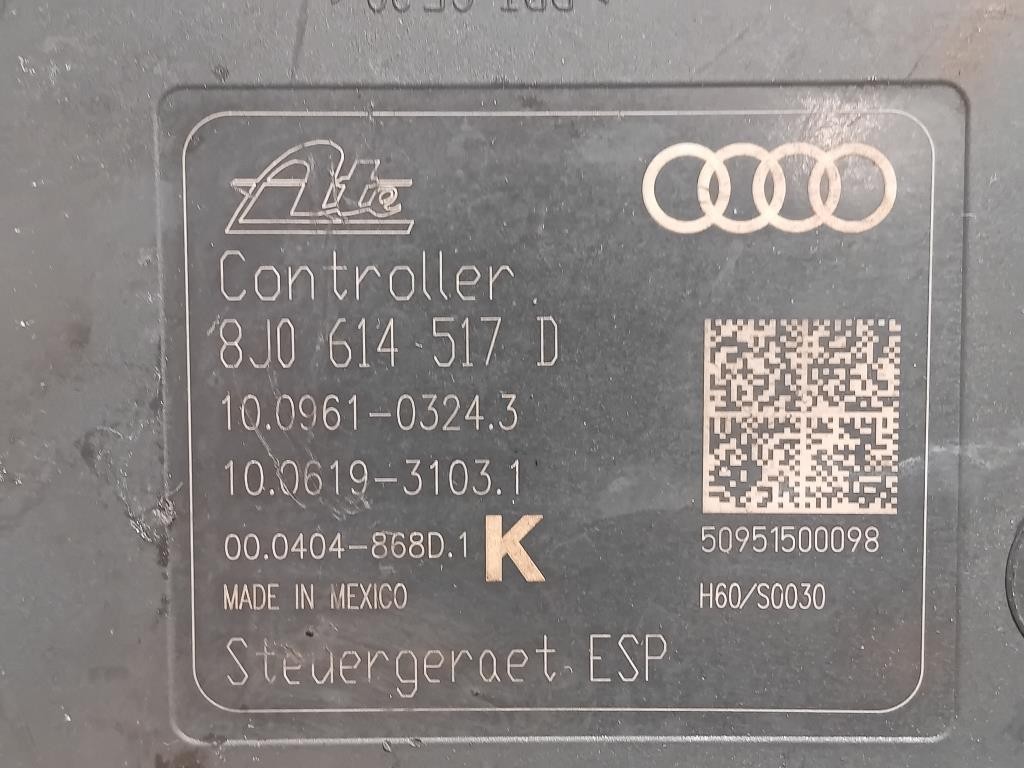 Ate
Controller
8J0 614 517 D
10.0961-0324.3
10.0619-3103.1
00.0404-868D.1 K
50951500098
MADE IN MEXICO
H60/S0030
Steuergeraet ESP